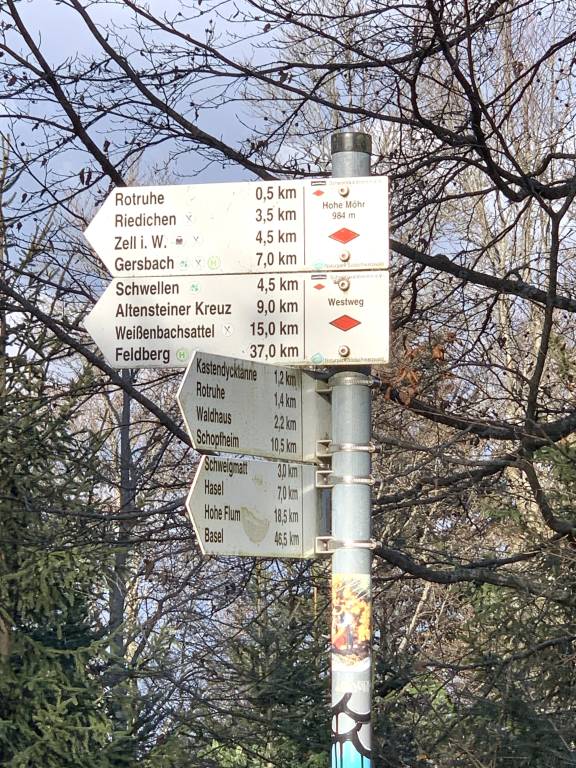 Rotruhe 0,5 km
Riedichen 3,5 km
Zell i. W. 4,5 km
Gersbach H 7,0 km
Hohe Möhr
984 m
Schwellen 4,5 km
Altensteiner Kreuz 9,0 km
Weißenbachsattel 15,0 km
Feldberg H 37,0 km
Westweg
Kastendycktanne 1,2 km
Rotruhe 1,4 km
Waldhaus 2,2 km
Schopfheim 10,5 km
Schweigmatt 3,0 km
Hasel 7,0 km
Hohe Flum 18,5 km
Basel 46,5 km